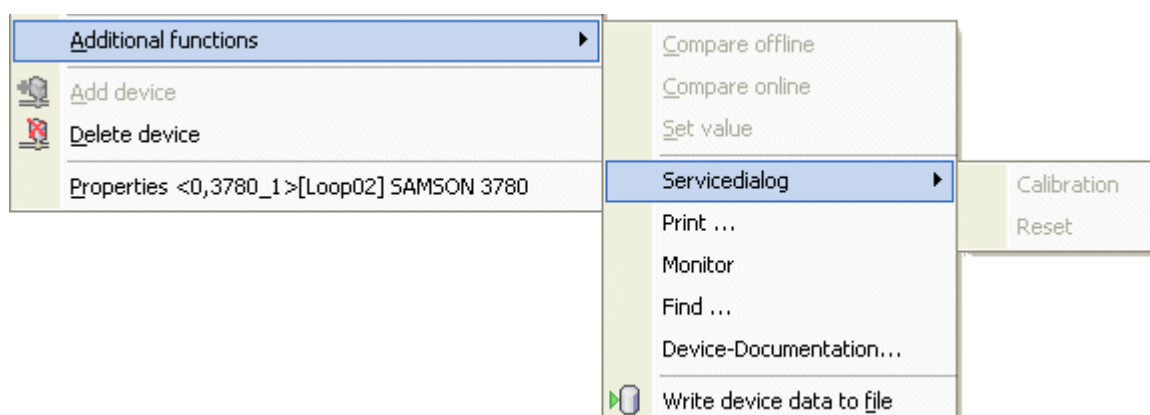 Additional functions
Add device
Delete device
Properties <0,3780_1>[Loop02] SAMSON 3780
Compare offline
Compare online
Set value
Servicedialog
Print ...
Monitor
Find ...
Device-Documentation...
Write device data to file
Calibration
Reset